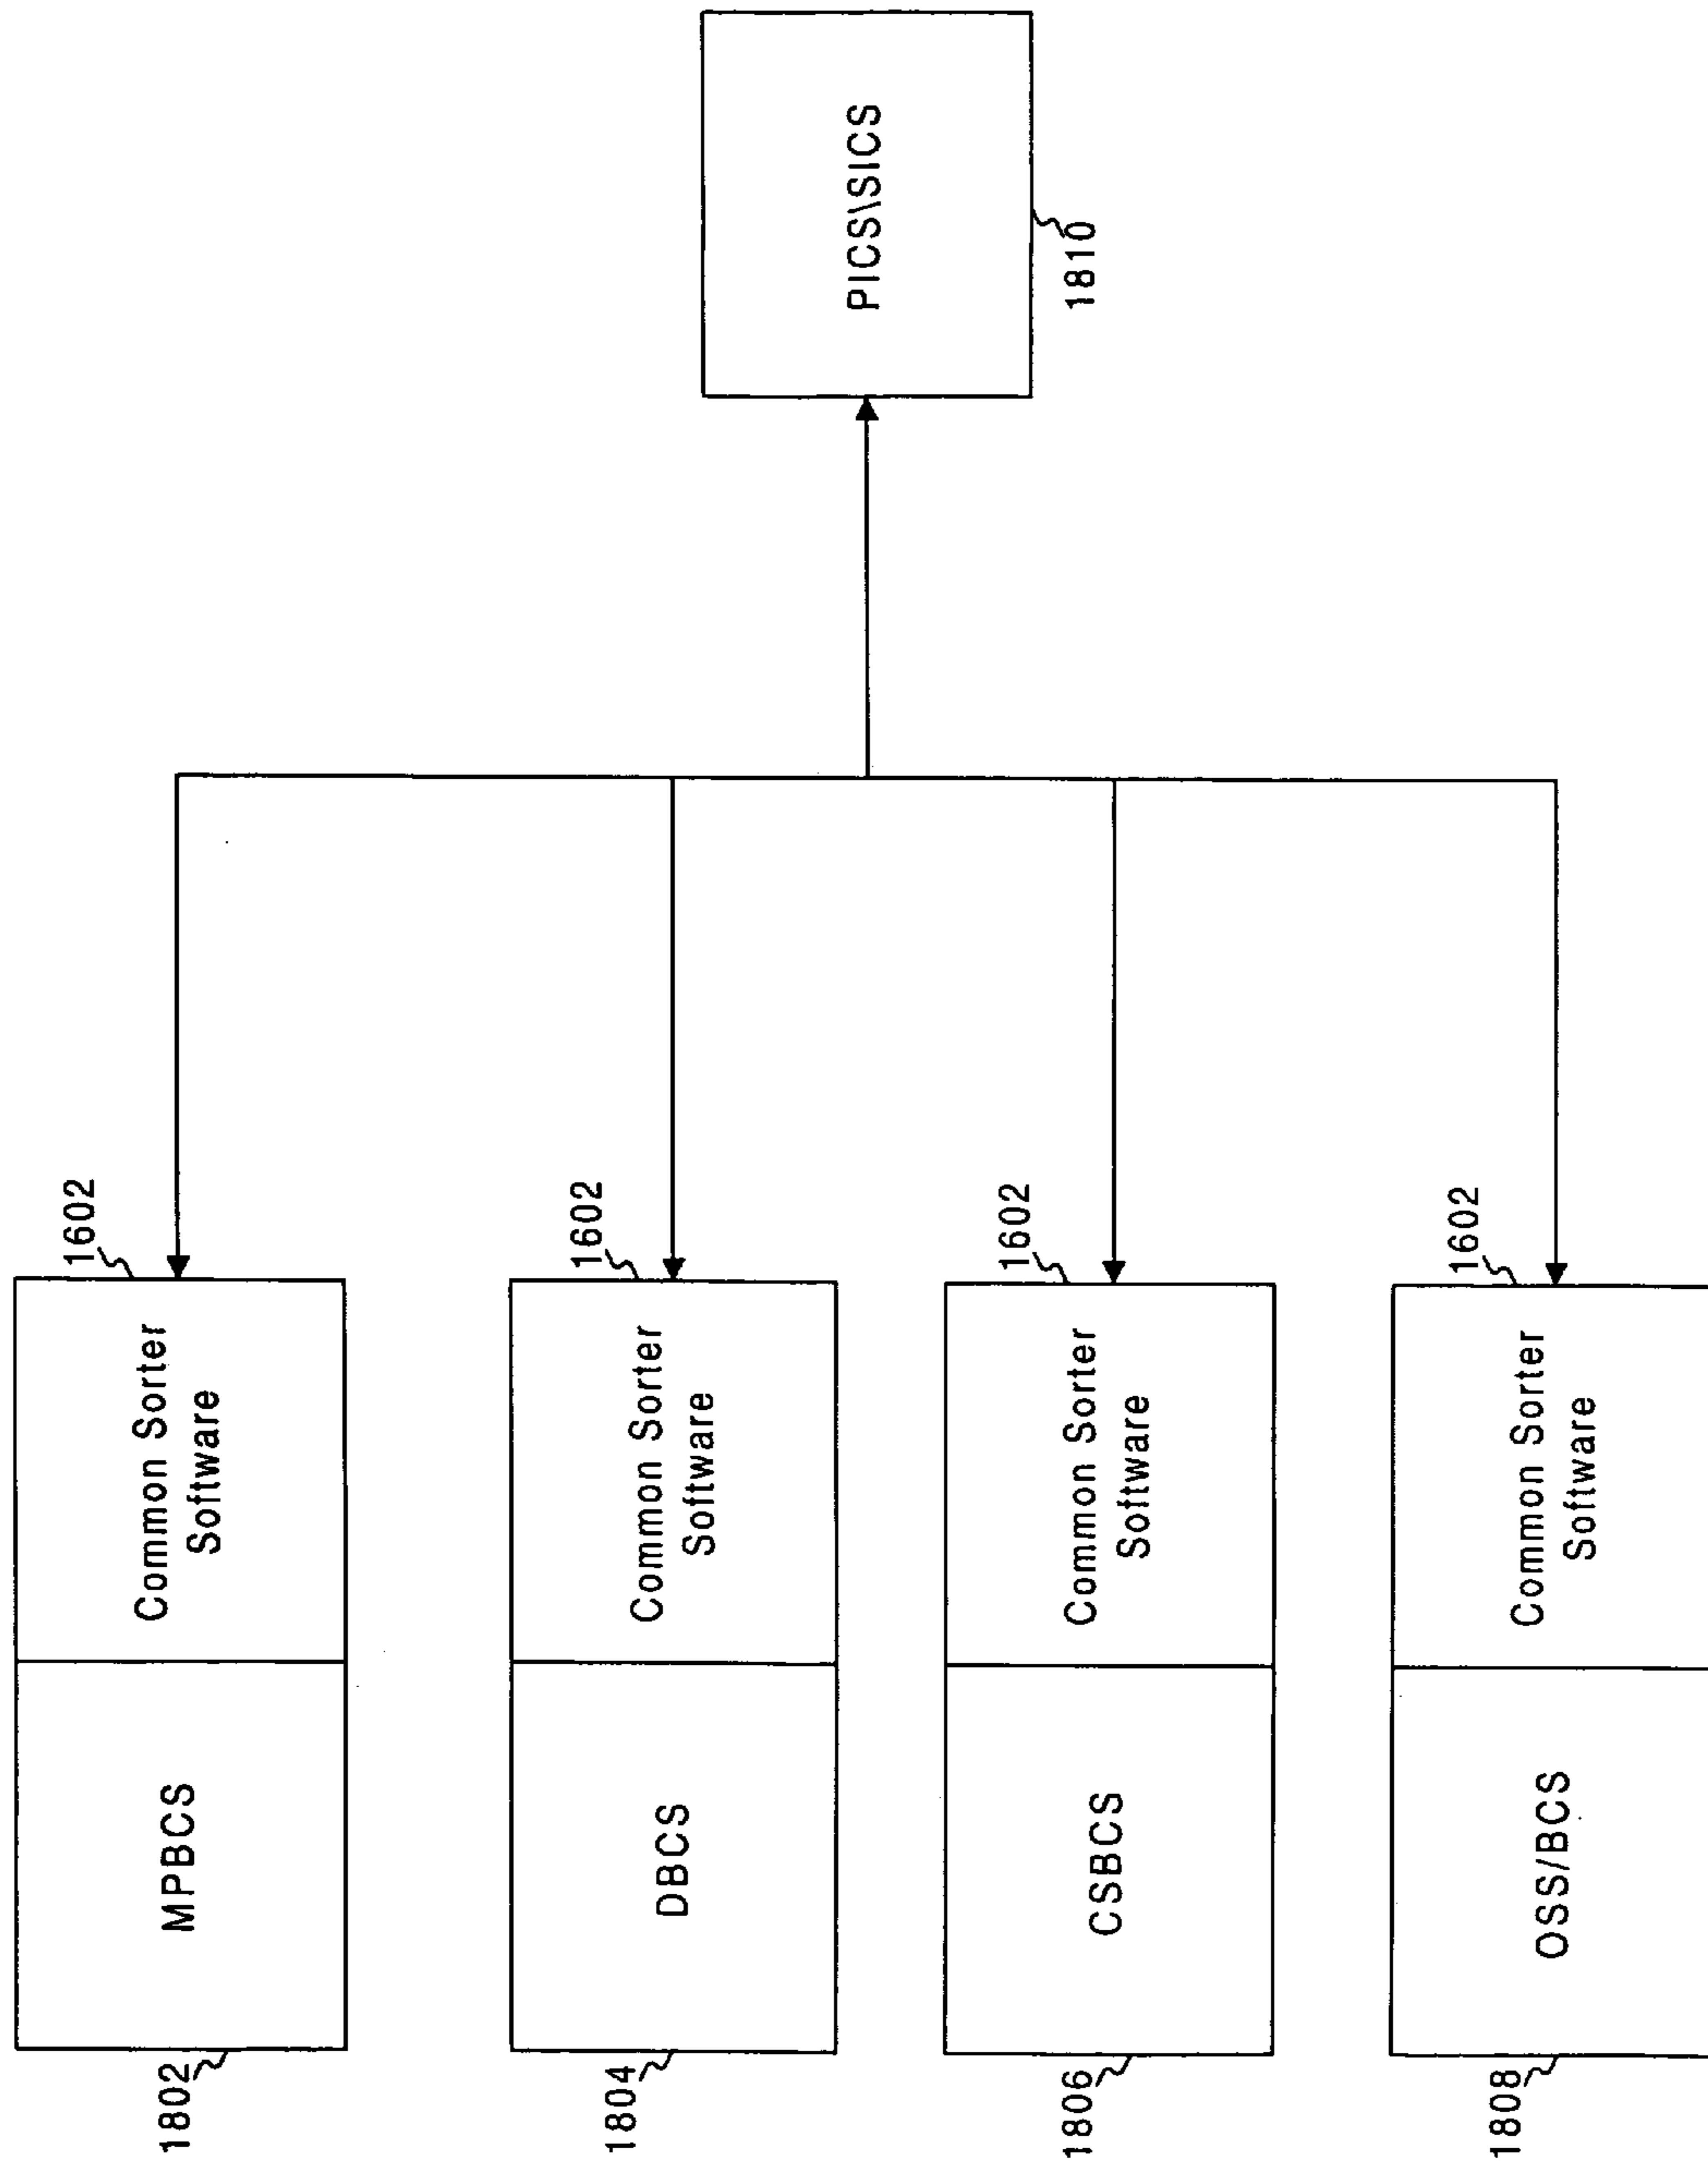 1802
MPBCS
Common Sorter
Software
1602
1804
DBCS
Common Sorter
Software
1602
1806
CSBCS
Common Sorter
Software
1602
1808
OSS/BCS
Common Sorter
Software
1602
PICS\SICS
1810